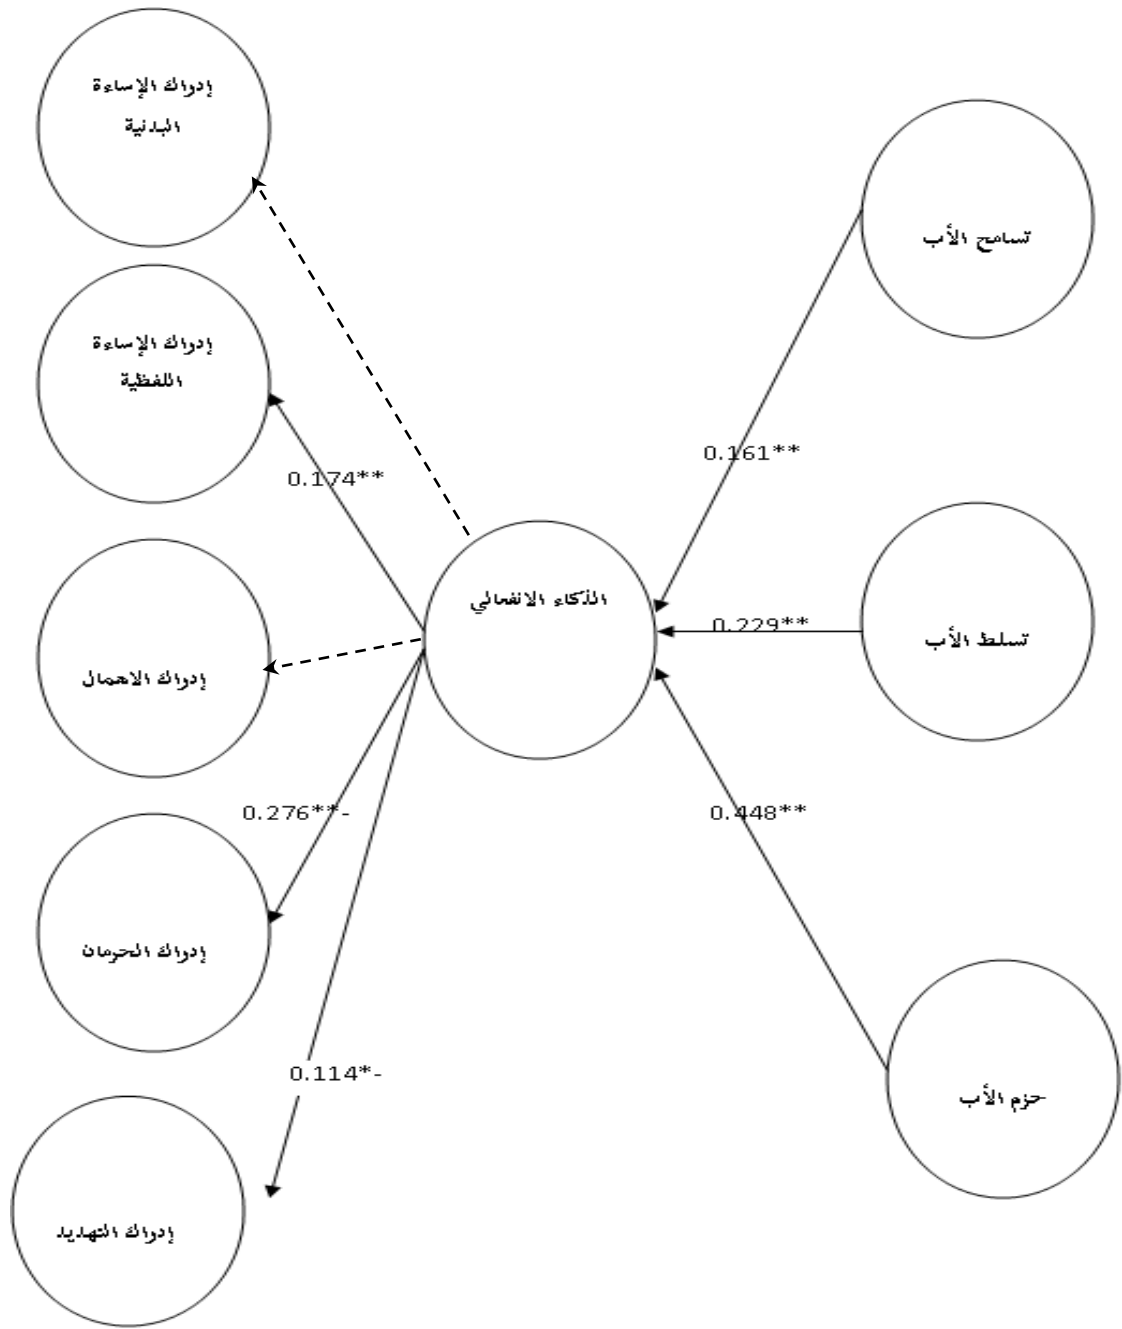 إدراك الإساءة
البدنية
تسامح الأب
إدراك الإساءة
اللفظية
0.161**
0.174**
الذكاء الانفعالي
0.229**
تسلط الأب
إدراك الاهمال
0.276**-
0.448**
إدراك الحرمان
0.114*-
حزم الأب
إدراك التهديد